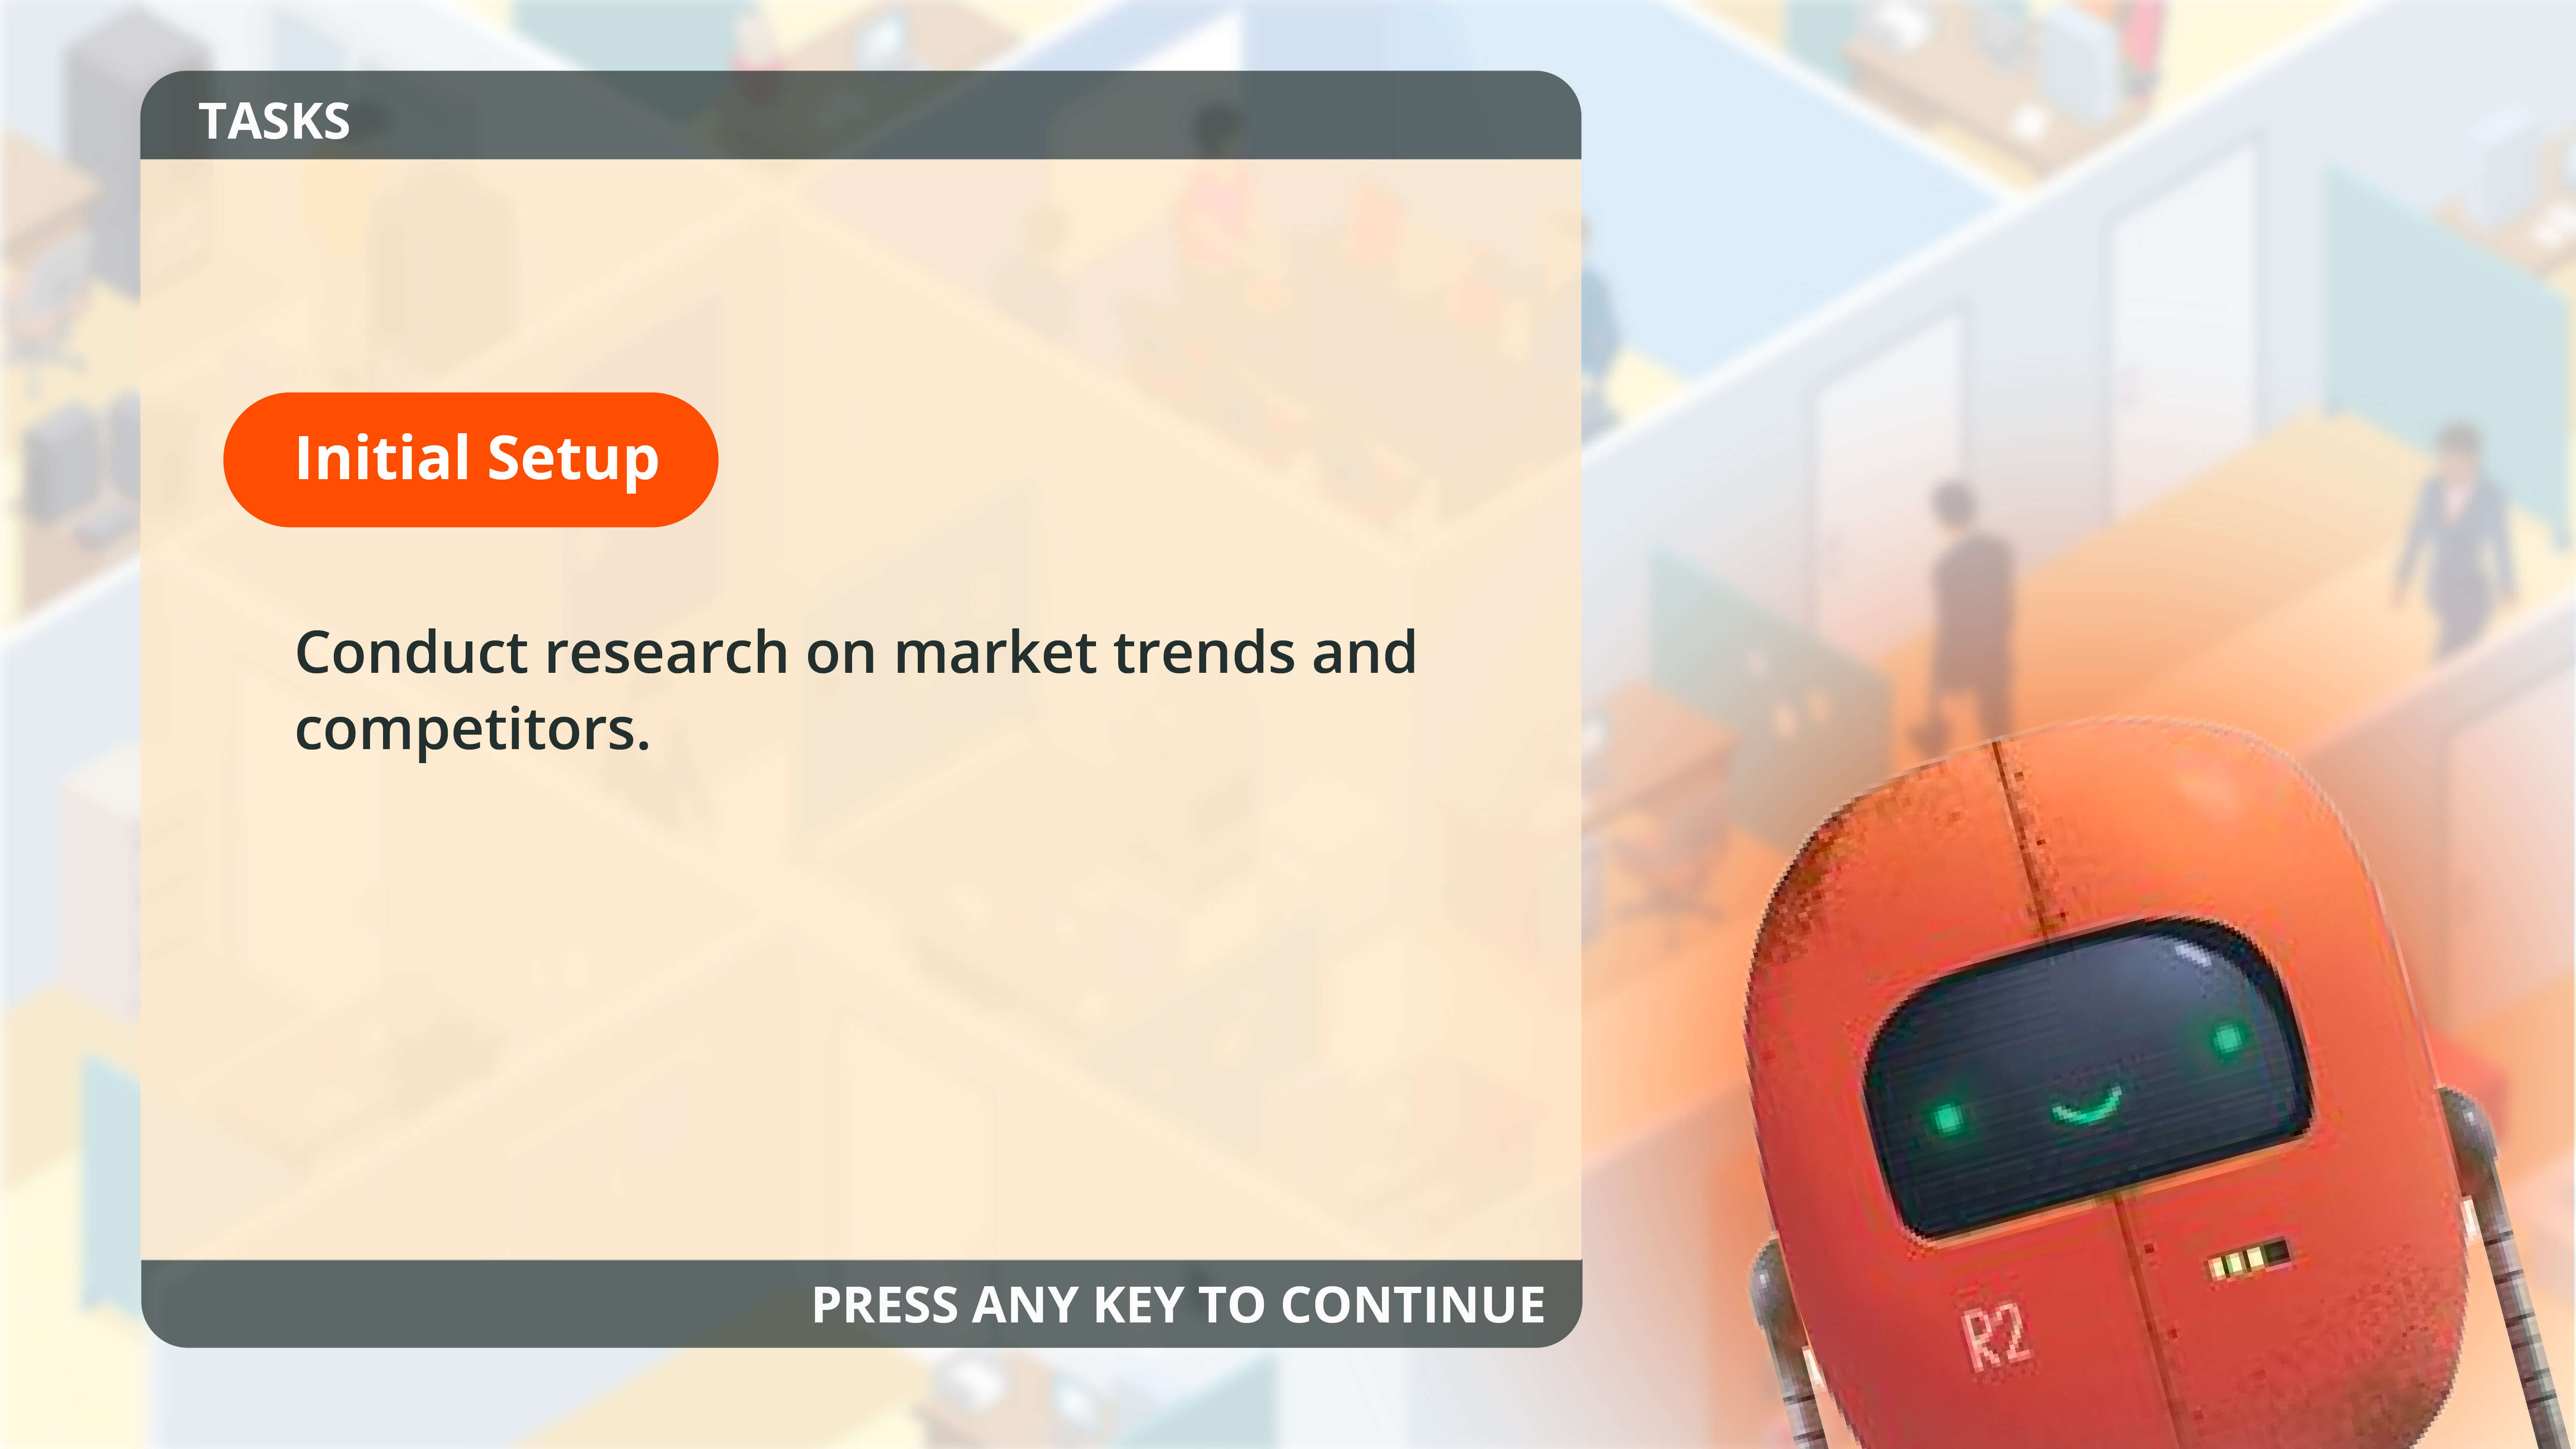 TASKS
Initial Setup
Conduct research on market trends and
competitors.
PRESS ANY KEY TO CONTINUE
R2